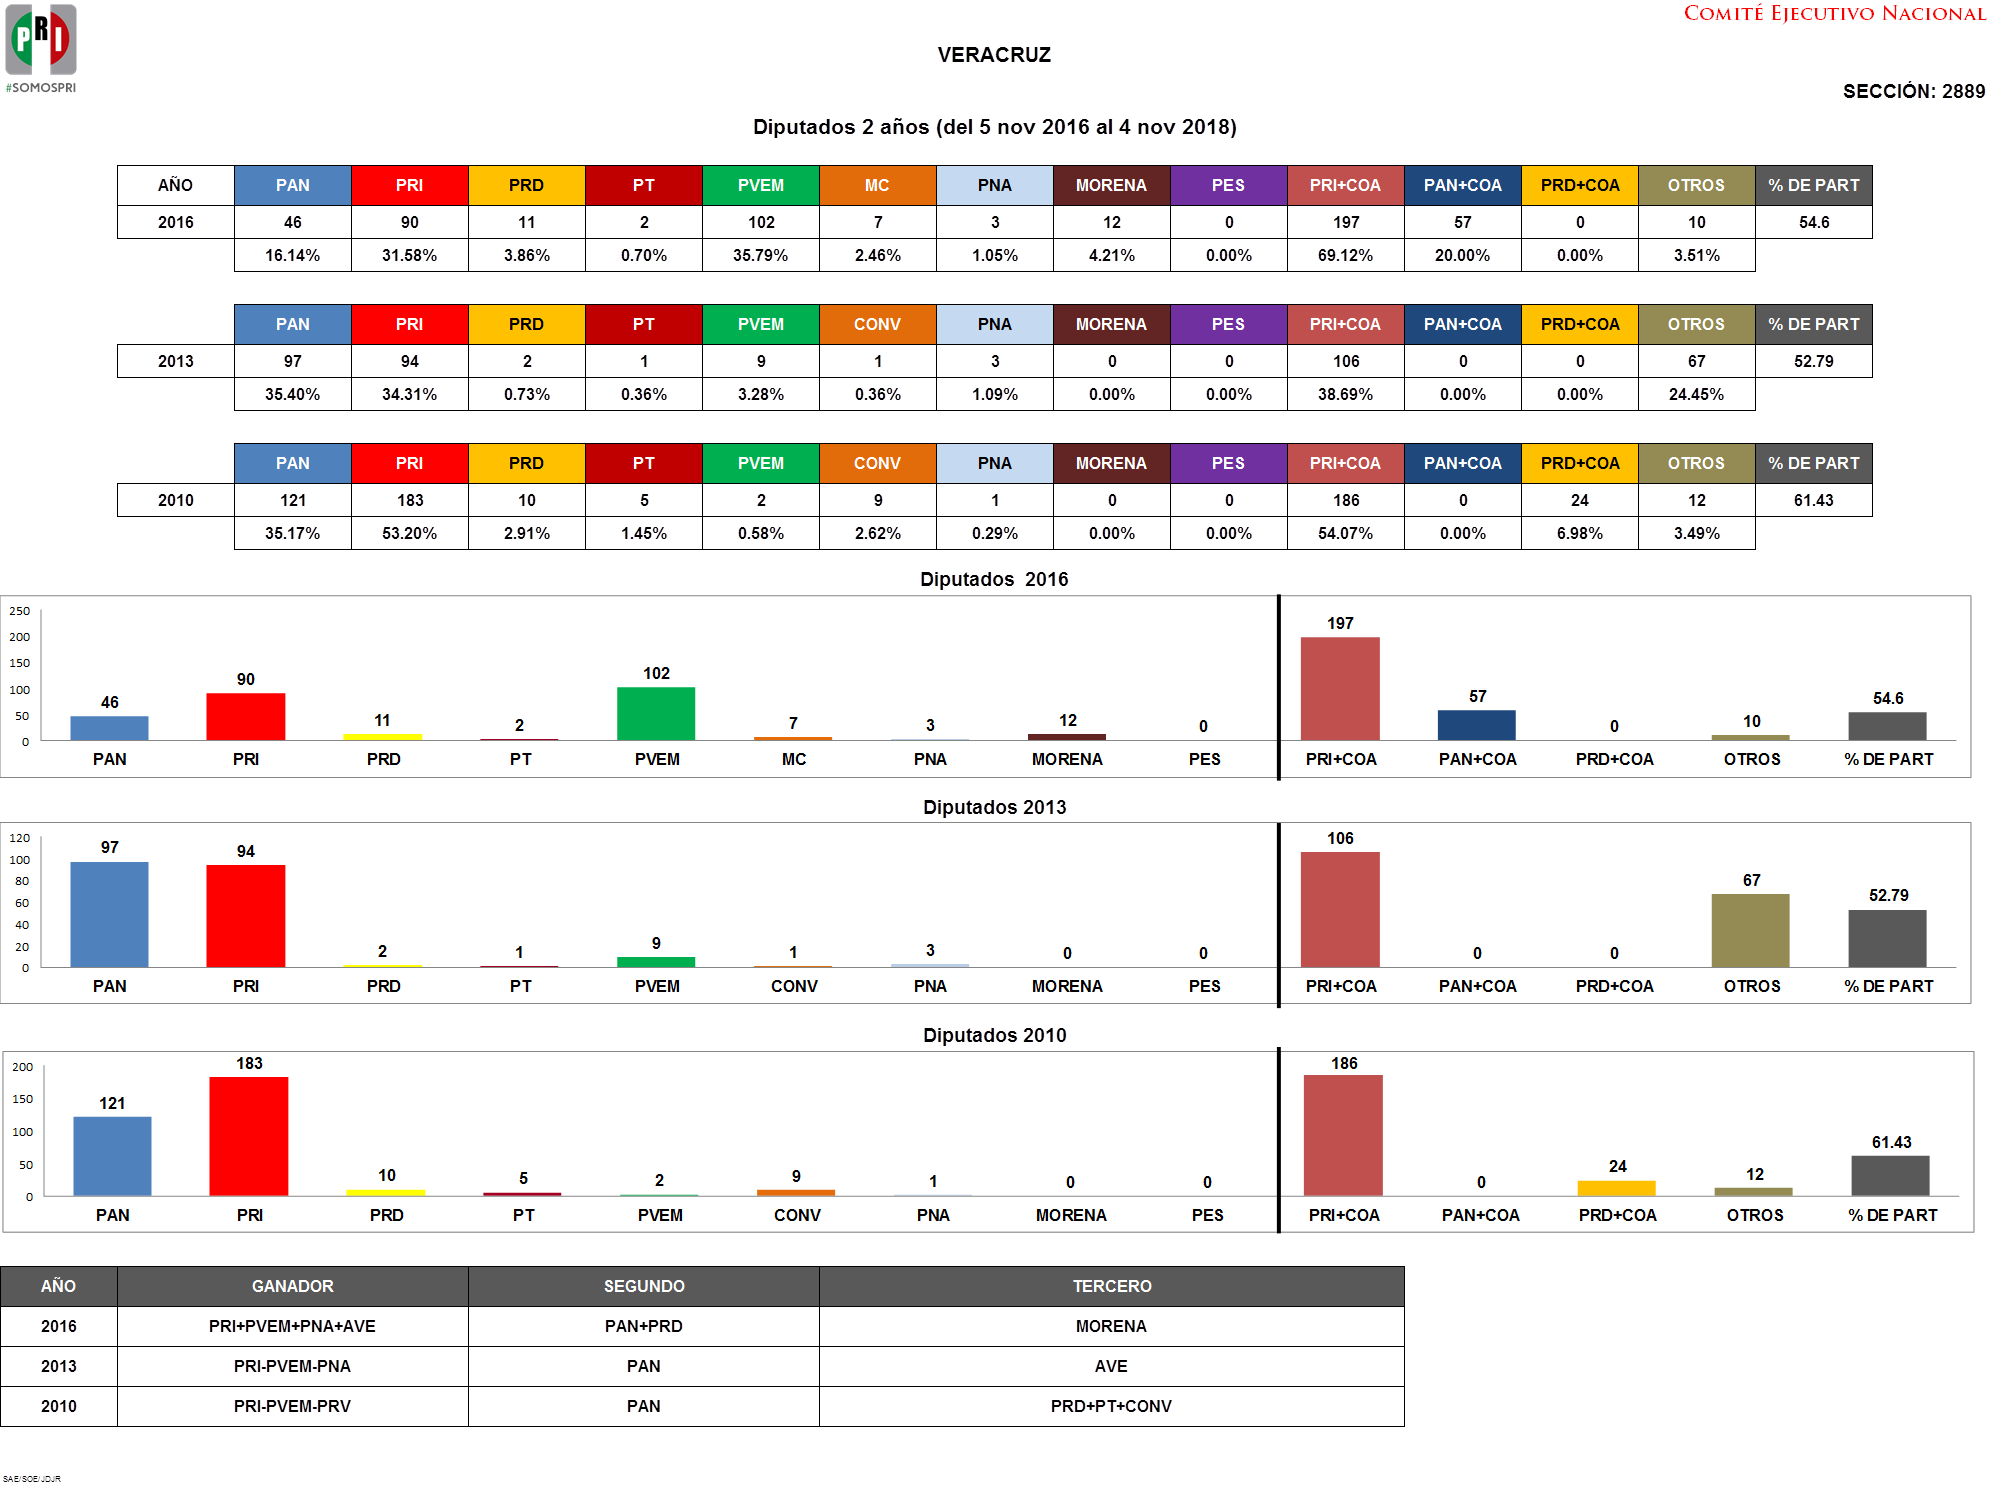 PRI
#SOMOSPRI
COMITÉ EJECUTIVO NACIONAL
VERACRUZ
SECCIÓN: 2889
Diputados 2 años (del 5 nov 2016 al 4 nov 2018)
AÑO PAN PRI PRD PT PVEM MC PNA MORENA PES PRI+COA PAN+COA PRD+COA OTROS % DE PART
2016 46 90 11 2 102 7 3 12 0 197 57 0 10 54.6
16.14% 31.58% 3.86% 0.70% 35.79% 2.46% 1.05% 4.21% 0.00% 69.12% 20.00% 0.00% 3.51%
PAN PRI PRD PT PVEM CONV PNA MORENA PES PRI+COA PAN+COA PRD+COA OTROS % DE PART
2013 97 94 2 1 9 1 3 0 0 106 0 0 67 52.79
35.40% 34.31% 0.73% 0.36% 3.28% 0.36% 1.09% 0.00% 0.00% 38.69% 0.00% 0.00% 24.45%
PAN PRI PRD PT PVEM CONV PNA MORENA PES PRI+COA PAN+COA PRD+COA OTROS % DE PART
2010 121 183 10 5 2 9 1 0 0 186 0 24 12 61.43
35.17% 53.20% 2.91% 1.45% 0.58% 2.62% 0.29% 0.00% 0.00% 54.07% 0.00% 6.98% 3.49%
Diputados 2016
250
200
150
100
50
0
46 90 11 2 102 7 3 12 0 197 57 0 10 54.6
PAN PRI PRD PT PVEM MC PNA MORENA PES PRI+COA PAN+COA PRD+COA OTROS % DE PART
Diputados 2013
120
100
80
60
40
20
0
97 94 2 1 9 1 3 0 0 106 0 0 67 52.79
PAN PRI PRD PT PVEM CONV PNA MORENA PES PRI+COA PAN+COA PRD+COA OTROS % DE PART
Diputados 2010
200
150
100
50
0
121 183 10 5 2 9 1 0 0 186 0 24 12 61.43
PAN PRI PRD PT PVEM CONV PNA MORENA PES PRI+COA PAN+COA PRD+COA OTROS % DE PART
AÑO GANADOR SEGUNDO TERCERO
2016 PRI+PVEM+PNA+AVE PAN+PRD MORENA
2013 PRI-PVEM-PNA PAN AVE
2010 PRI-PVEM-PRV PAN PRD+PT+CONV
SAE/SOE/JDJR